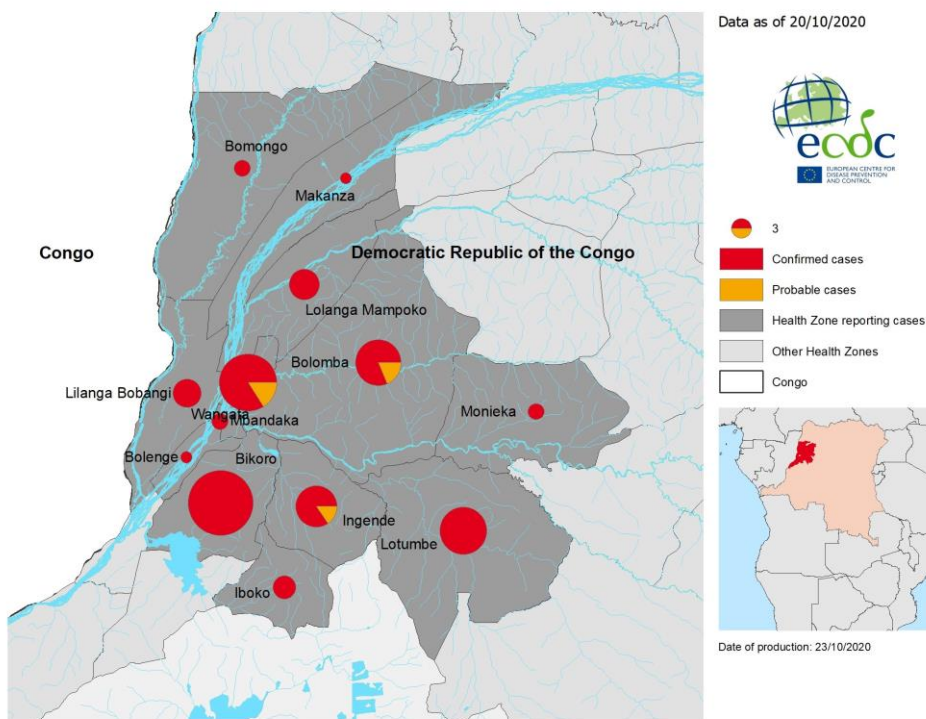 Data as of 20/10/2020
ecdc
EUROPEAN CENTRE FOR
DISEASE PREVENTION
AND CONTROL
3
Confirmed cases
Probable cases
Health Zone reporting cases
Other Health Zones
Congo
Date of production: 23/10/2020
Bomongo
Makanza
Congo
Democratic Republic of the Congo
Lolanga Mampoko
Bolomba
Lilanga Bobangi
Wangata
Mbandaka
Monieka
Bolenge
Bikoro
Ingende
Lotumbe
Iboko